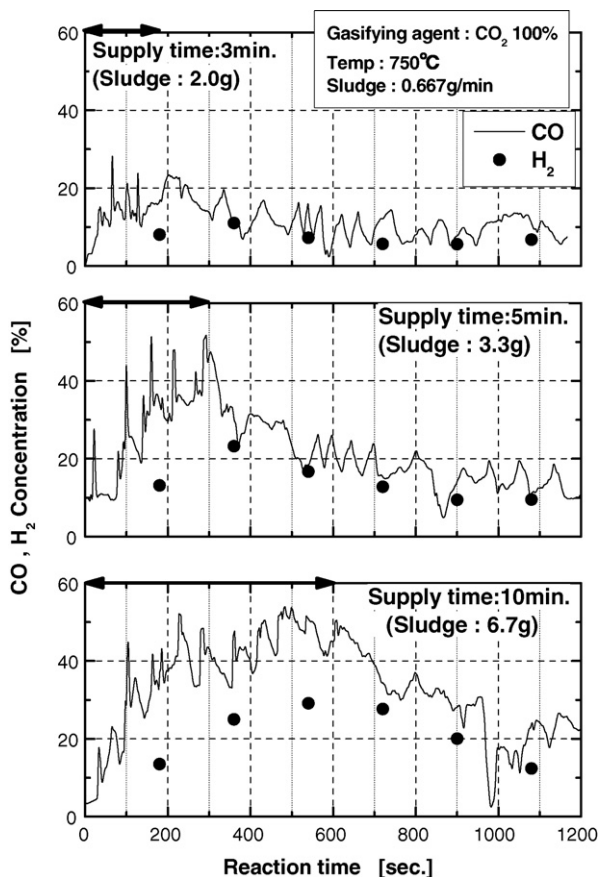 60
Supply time:3min.
(Sludge : 2.0g)
Gasifying agent : CO₂ 100%
Temp : 750℃
Sludge : 0.667g/min
CO
H₂
40
20
0
60
Supply time:5min.
(Sludge : 3.3g)
40
20
0
60
Supply time:10min.
(Sludge : 6.7g)
40
20
0
0 200 400 600 800 1000 1200
Reaction time [sec.]
CO , H₂ Concentration [%]